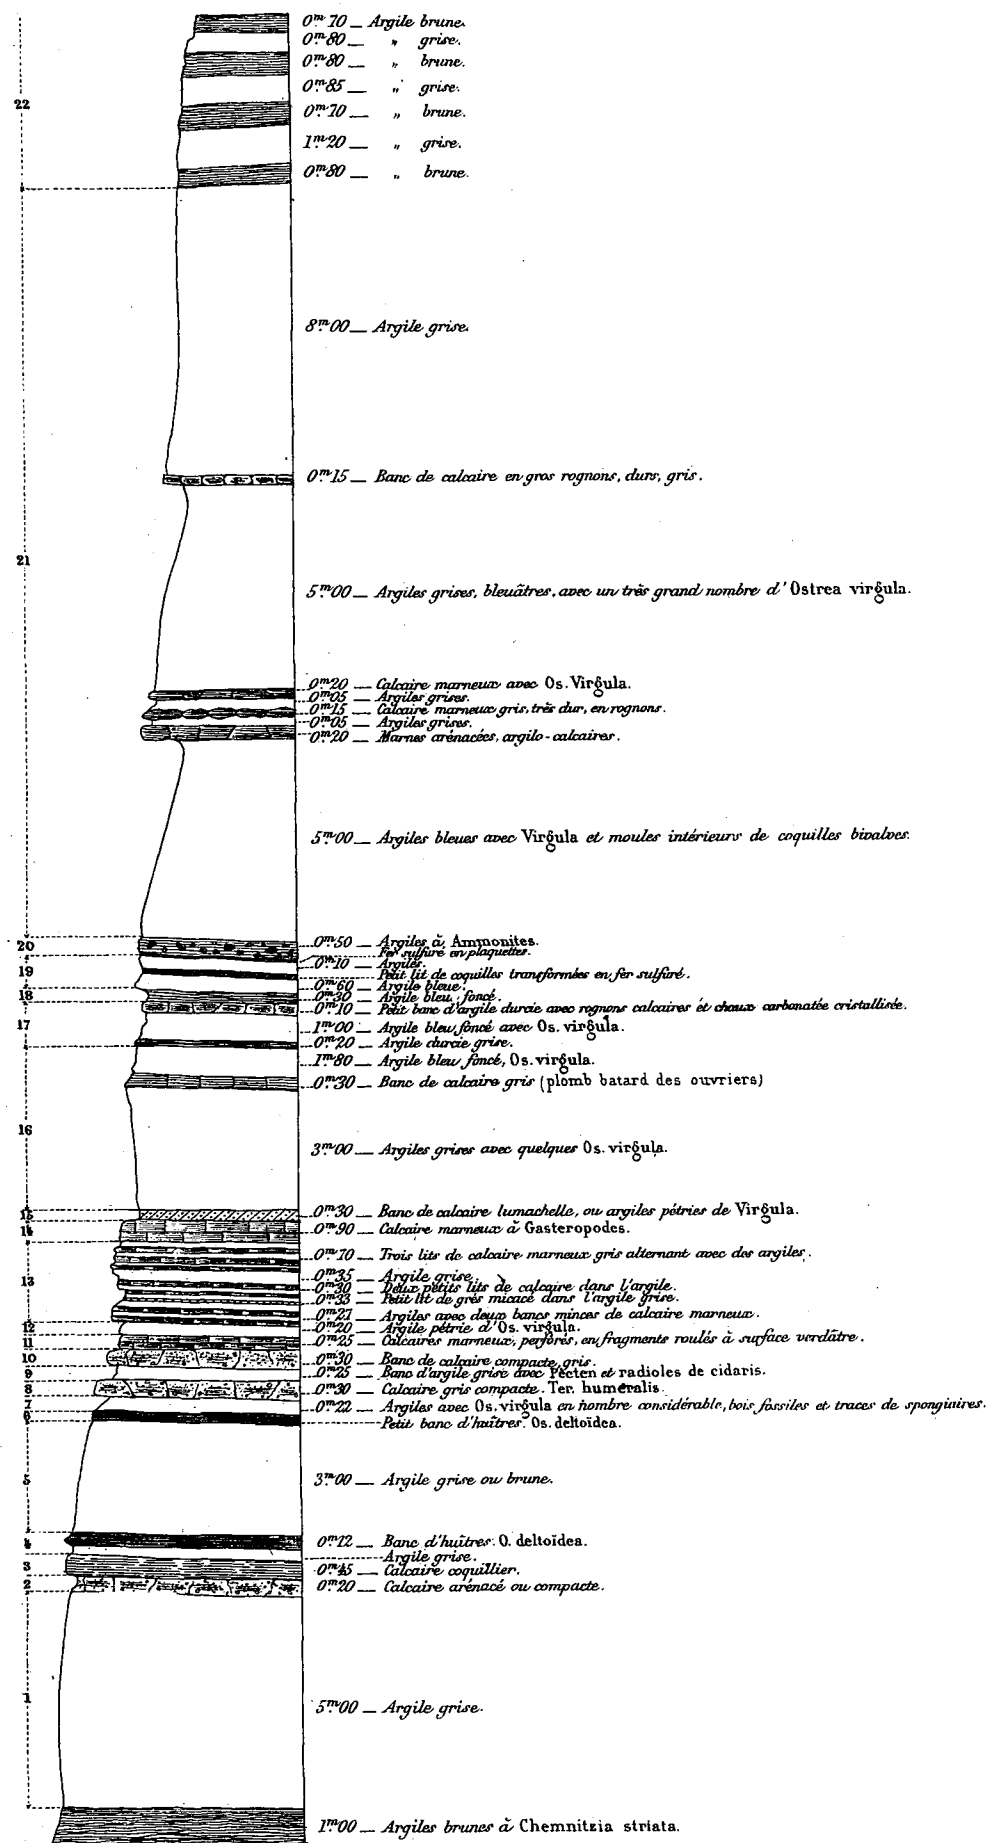 0ᵐ70 — Argile brune.
0ᵐ80 — „ grise.
0ᵐ80 — „ brune.
0ᵐ85 — „ grise.
22
0ᵐ70 — „ brune.
1ᵐ20 — „ grise.
0ᵐ80 — „ brune.
8ᵐ00 — Argile grise.
0ᵐ15 — Banc de calcaire en gros rognons, durs, gris.
21
5ᵐ00 — Argiles grises, bleuâtres, avec un très grand nombre d'Ostrea virgula.
0ᵐ20 — Calcaire marneux avec Os. Virgula.
0ᵐ05 — Argiles grises.
0ᵐ15 — Calcaire marneux gris, très dur, en rognons.
0ᵐ05 — Argiles grises.
0ᵐ20 — Marnes arénacées, argilo-calcaires.
5ᵐ00 — Argiles bleues avec Virgula et moules intérieurs de coquilles bivalves.
20
0ᵐ50 — Argiles à Ammonites.
Fer sulfuré en plaquettes.
0ᵐ10 — Argiles.
19
Petit lit de coquilles transformées en fer sulfuré.
0ᵐ60 — Argile bleue.
18
0ᵐ30 — Argile bleu foncé.
0ᵐ10 — Petit banc d'argile durcie avec rognons calcaires et chaux carbonatée cristallisée.
17
1ᵐ00 — Argile bleu foncé avec Os. virgula.
0ᵐ20 — Argile durcie grise.
1ᵐ80 — Argile bleu foncé, Os. virgula.
0ᵐ30 — Banc de calcaire gris (plomb batard des ouvriers)
16
3ᵐ00 — Argiles grises avec quelques Os. virgula.
15
0ᵐ30 — Banc de calcaire lumachelle, ou argiles pétries de Virgula.
14
0ᵐ90 — Calcaire marneux à Gasteropodes.
0ᵐ70 — Trois lits de calcaire marneux gris alternant avec des argiles.
13
0ᵐ35 — Argile grise.
0ᵐ30 — Deux petits lits de calcaire dans l'argile.
0ᵐ33 — Petit lit de grès micacé dans l'argile grise.
0ᵐ27 — Argiles avec deux bancs minces de calcaire marneux.
12
0ᵐ20 — Argile pétrie d'Os. virgula.
11
0ᵐ25 — Calcaires marneux, perforés, en fragments roulés à surface verdâtre.
10
0ᵐ30 — Banc de calcaire compacte gris.
9
0ᵐ25 — Banc d'argile grise avec Pecten et radioles de cidaris.
8
0ᵐ30 — Calcaire gris compacte. Ter. humeralis.
7
0ᵐ22 — Argiles avec Os. virgula en nombre considérable, bois fossiles et traces de spongiaires.
6
Petit banc d'huîtres. Os. deltoïdea.
5
3ᵐ00 — Argile grise ou brune.
4
0ᵐ12 — Banc d'huîtres. O. deltoïdea.
Argile grise.
3
0ᵐ45 — Calcaire coquillier.
2
0ᵐ20 — Calcaire arénacé ou compacte.
1
5ᵐ00 — Argile grise.
1ᵐ00 — Argiles brunes à Chemnitzia striata.